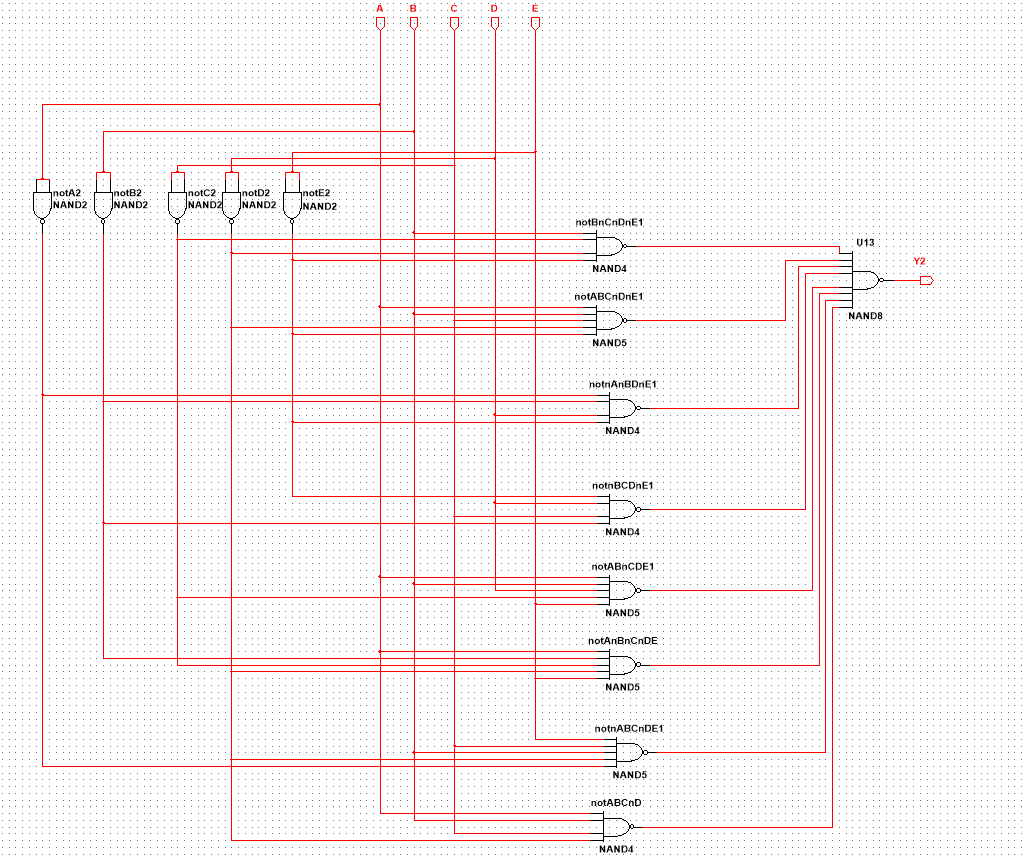 A B C D E
notA2
NAND2
notB2
NAND2
notC2
NAND2
notD2
NAND2
notE2
NAND2
notBnCnDnE1
NAND4
U13
Y2
NAND8
notABCnDnE1
NAND5
notnAnBDnE1
NAND4
notnBCDnE1
NAND4
notABnCDE1
NAND5
notAnBnCnDE
NAND5
notnABCnDE1
NAND5
notABCnD
NAND4